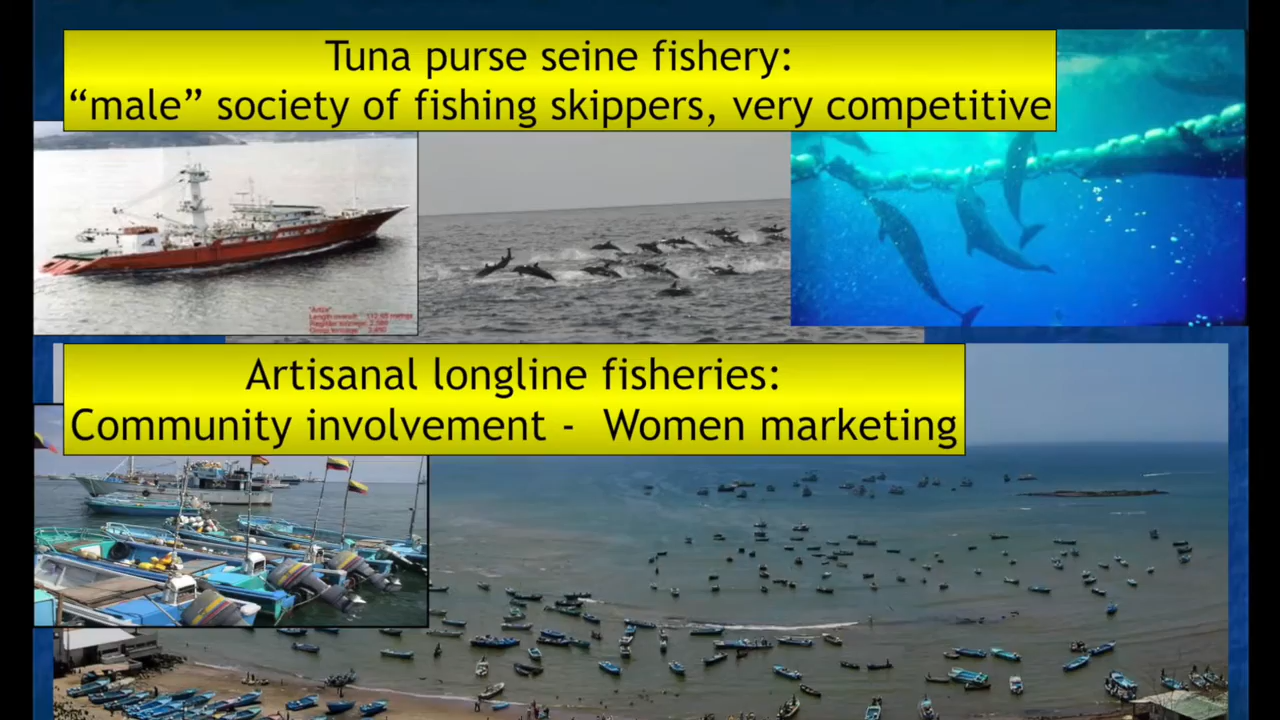 Tuna purse seine fishery:
“male” society of fishing skippers, very competitive
Artisanal longline fisheries:
Community involvement - Women marketing